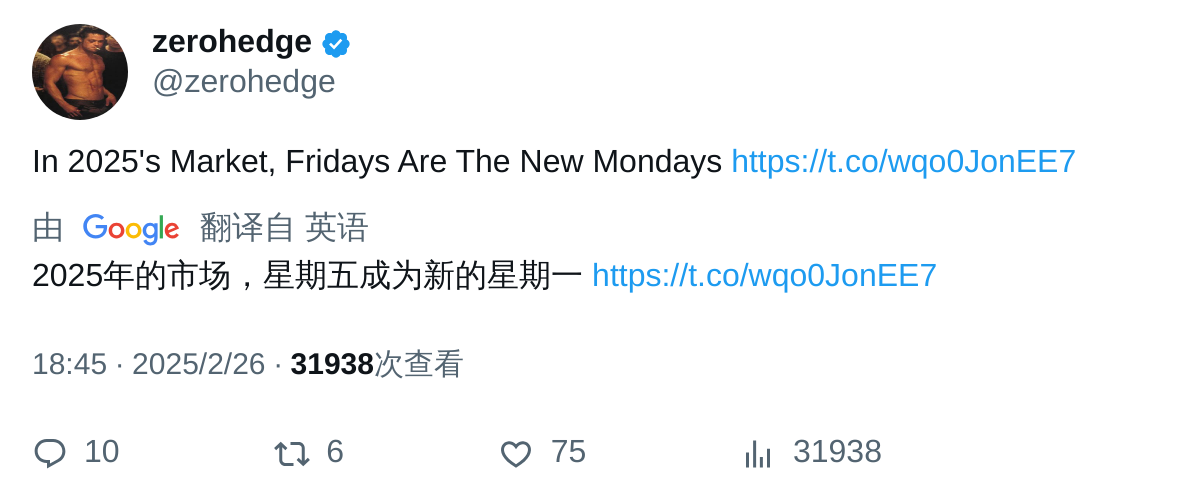 zerohedge
@zerohedge
In 2025's Market, Fridays Are The New Mondays https://t.co/wqo0JonEE7
由 Google 翻译自 英语
2025年的市场，星期五成为新的星期一 https://t.co/wqo0JonEE7
18:45 · 2025/2/26 · 31938次查看
10 6 75 31938